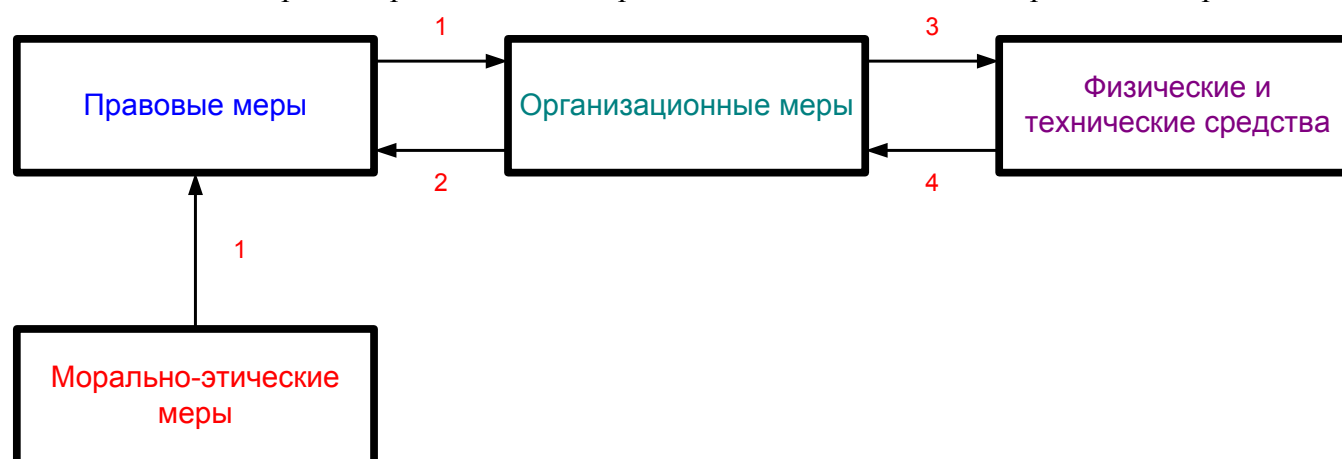 1
3
Правовые меры
Организационные меры
Физические и
технические средства
2
4
1
Морально-этические
меры